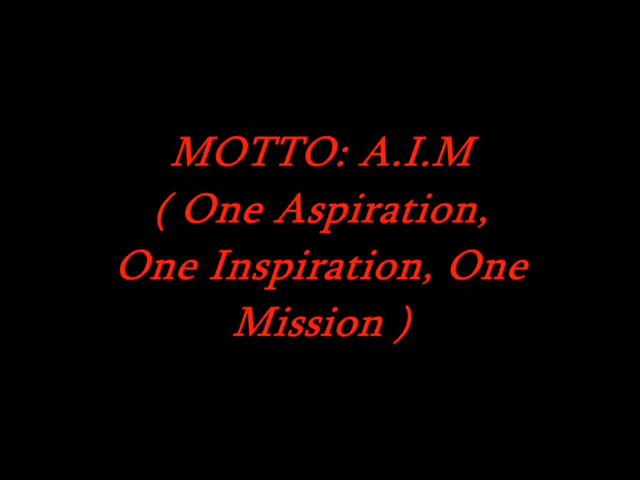 MOTTO: A.I.M
( One Aspiration,
One Inspiration, One
Mission )